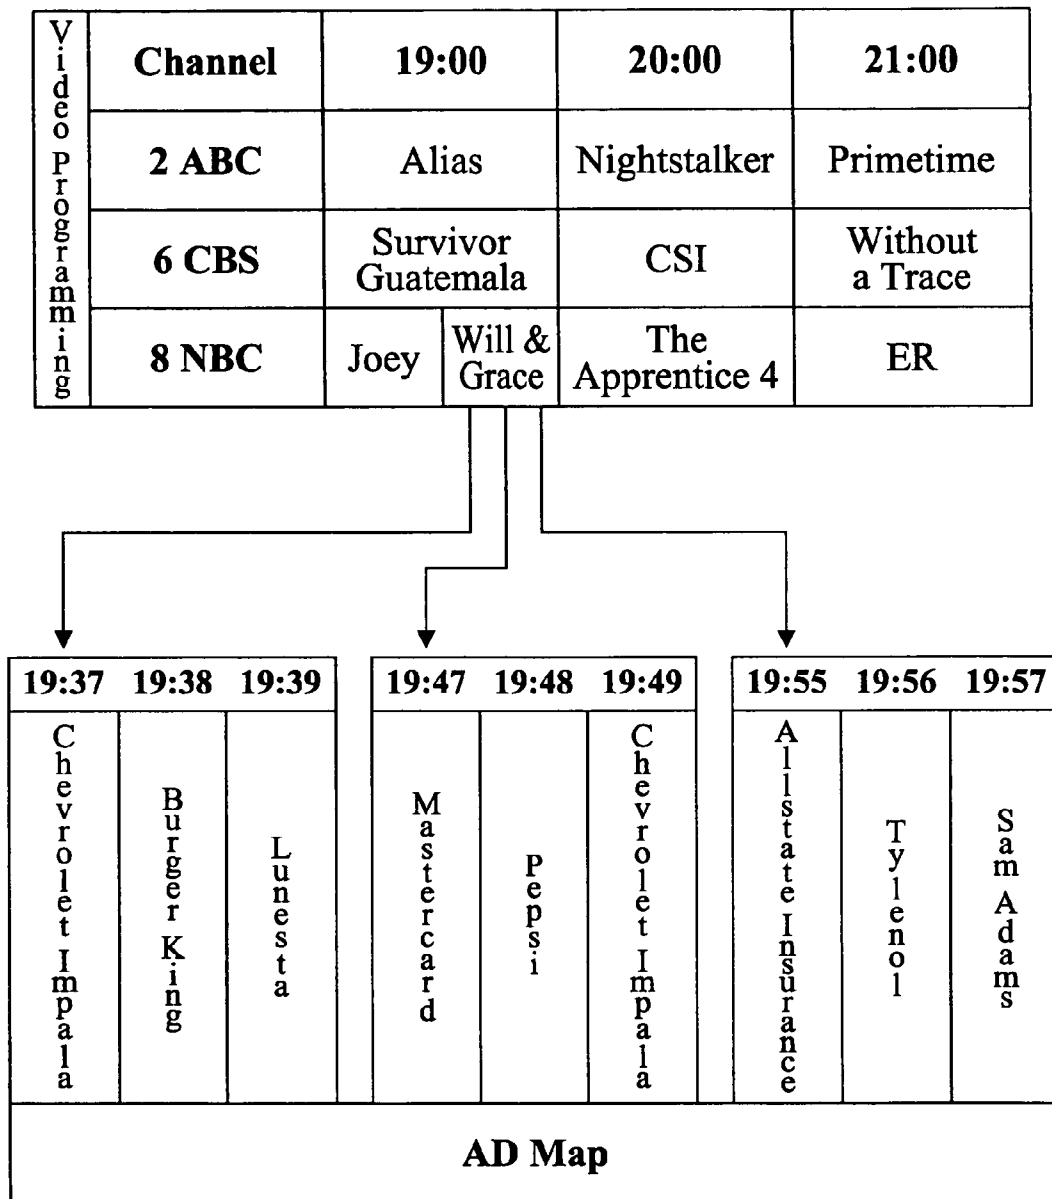 Video Programming
Channel 19:00 20:00 21:00
2 ABC Alias Nightstalker Primetime
6 CBS Survivor Guatemala CSI Without a Trace
8 NBC Joey Will & Grace The Apprentice 4 ER
19:37 19:38 19:39
Chevrolet Impala
Burger King
Lunesta
19:47 19:48 19:49
Mastercard
Pepsi
Chevrolet Impala
19:55 19:56 19:57
Allstate Insurance
Tylenol
Sam Adams
AD Map